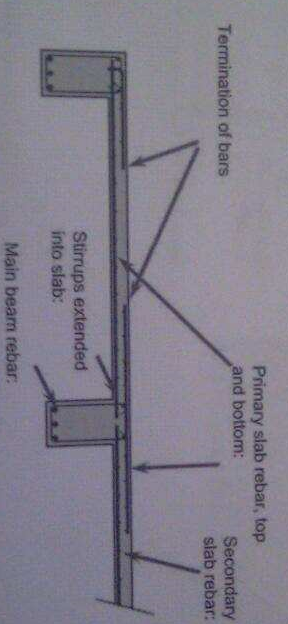 Termination of bars
Primary slab rebar, top
and bottom:
Secondary
slab rebar:
Stirrups extended
into slab:
Main beam rebar: